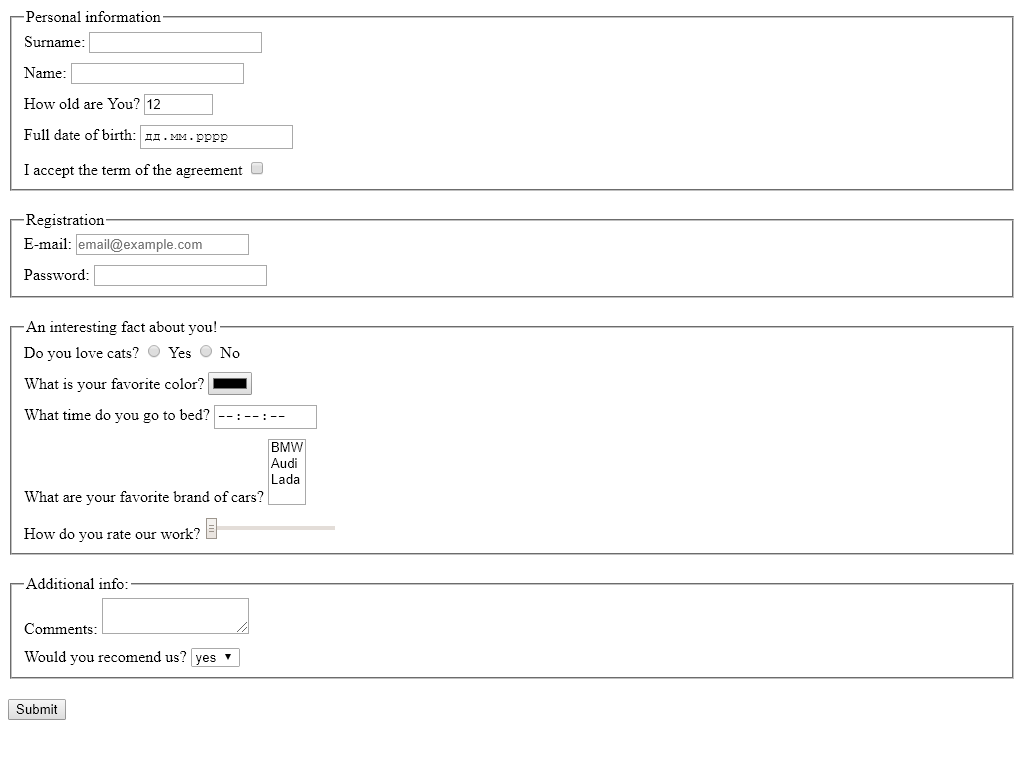 Personal information
Surname:
Name:
How old are You? 12
Full date of birth: дд.мм.рррр
I accept the term of the agreement
Registration
E-mail: email@example.com
Password:
An interesting fact about you!
Do you love cats? Yes No
What is your favorite color?
What time do you go to bed? --:--:--
BMW
Audi
Lada
What are your favorite brand of cars?
How do you rate our work?
Additional info:
Comments:
Would you recomend us? yes
Submit